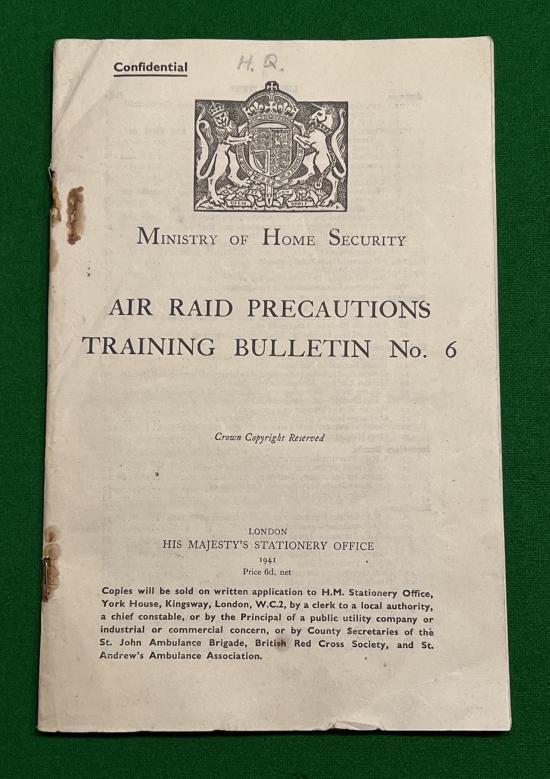 Confidential
H.Q.
MINISTRY OF HOME SECURITY
AIR RAID PRECAUTIONS
TRAINING BULLETIN No. 6
Crown Copyright Reserved
LONDON
HIS MAJESTY'S STATIONERY OFFICE
1941
Price 6d. net
Copies will be sold on written application to H.M. Stationery Office,
York House, Kingsway, London, W.C.2, by a clerk to a local authority,
a chief constable, or by the Principal of a public utility company or
industrial or commercial concern, or by County Secretaries of the
St. John Ambulance Brigade, British Red Cross Society, and St.
Andrew's Ambulance Association.